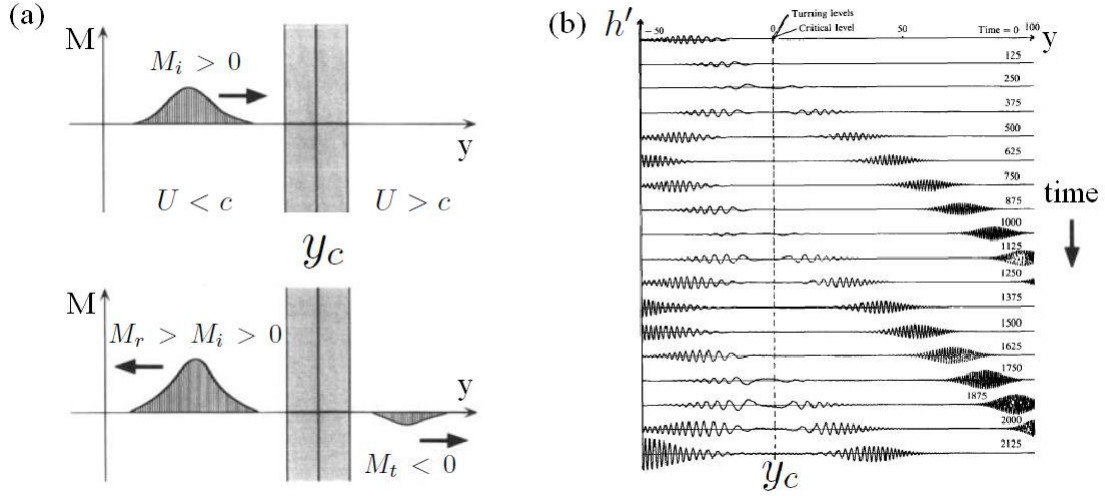 (a)
M
M_i > 0
y
U < c
U > c
y_c
M
M_r > M_i > 0
y
M_t < 0
(b)
h′
Turning levels
Critical level
-50
0
50
Time = 0
100
y
125
250
375
500
625
750
875
1000
1125
1250
1375
1500
1625
1750
1875
2000
2125
time
y_c